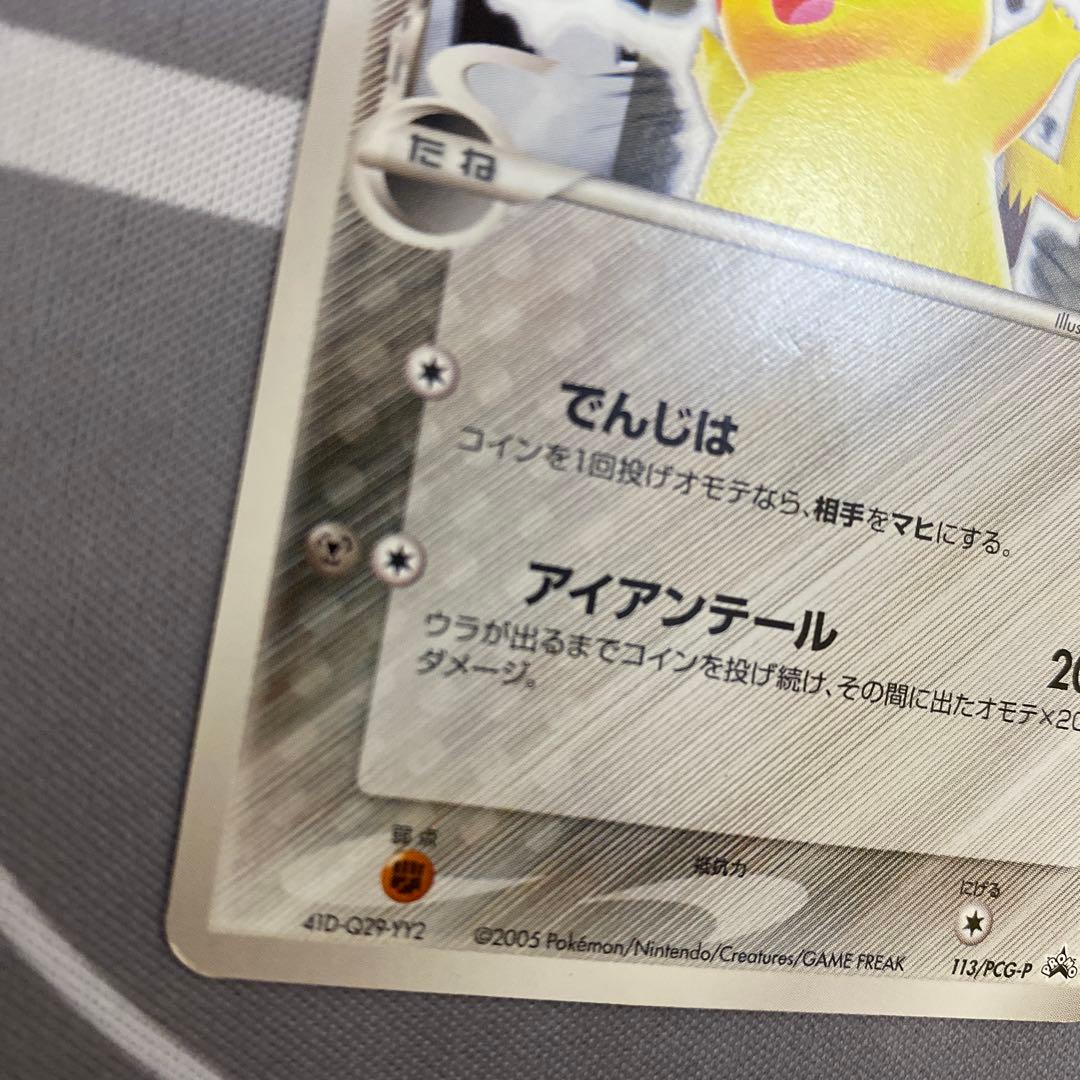 たね
Illus
でんじは
コインを1回投げオモテなら、相手をマヒにする。
アイアンテール 20
ウラが出るまでコインを投げ続け、その間に出たオモテ×20
ダメージ。
弱点 抵抗力 にげる
41D-Q29-YY2 ©2005 Pokémon/Nintendo/Creatures/GAME FREAK 113/PCG-P PROMO